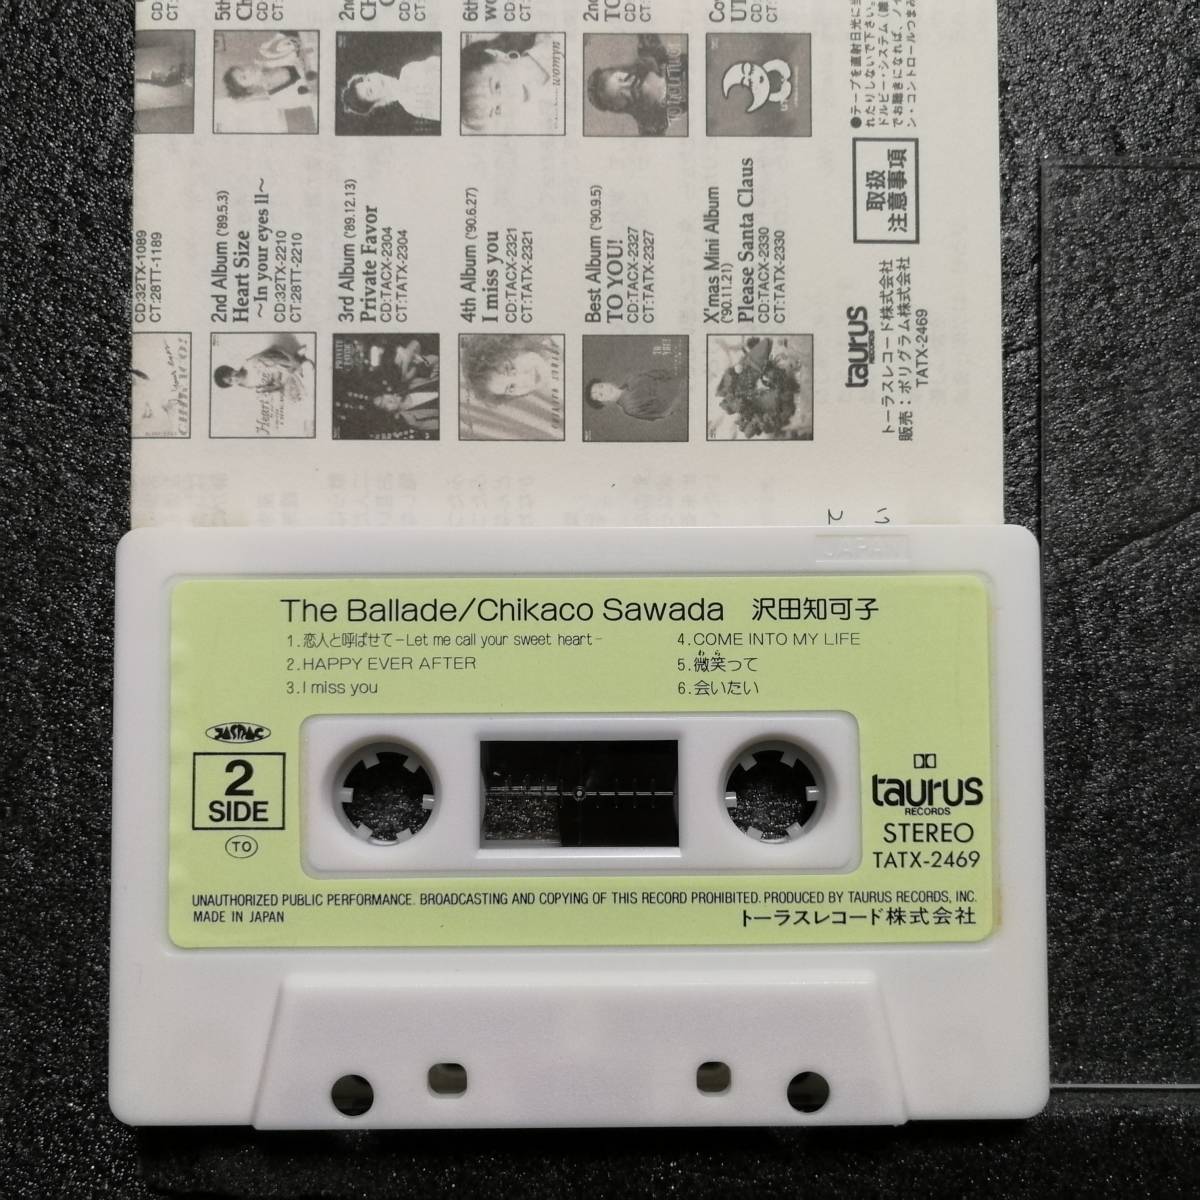 CD:32TX-1089
CT:28TT-1189
2nd Album ('89.5.3)
Heart Size
〜In your eyes II〜
CD:32TX-2210
CT:28TT-2210
3rd Album ('89.12.13)
Private Favor
CD:TACX-2304
CT:TATX-2304
4th Album ('90.6.27)
I miss you
CD:TACX-2321
CT:TATX-2321
Best Album ('90.9.5)
TO YOU!
CD:TACX-2327
CT:TATX-2327
X'mas Mini Album
('90.11.21)
Please Santa Claus
CD:TACX-2330
CT:TATX-2330
取扱
注意事項
taurus
RECORDS
トーラスレコード株式会社
販売：ポリグラム株式会社
TATX-2469
JAPAN
The Ballade/Chikaco Sawada 沢田知可子
1.恋人と呼ばせて-Let me call your sweet heart-
2.HAPPY EVER AFTER
3.I miss you
4.COME INTO MY LIFE
わら
5.微笑って
6.会いたい
JASRAC
2
SIDE
TO
taurus
RECORDS
STEREO
TATX-2469
UNAUTHORIZED PUBLIC PERFORMANCE. BROADCASTING AND COPYING OF THIS RECORD PROHIBITED. PRODUCED BY TAURUS RECORDS, INC.
MADE IN JAPAN
トーラスレコード株式会社